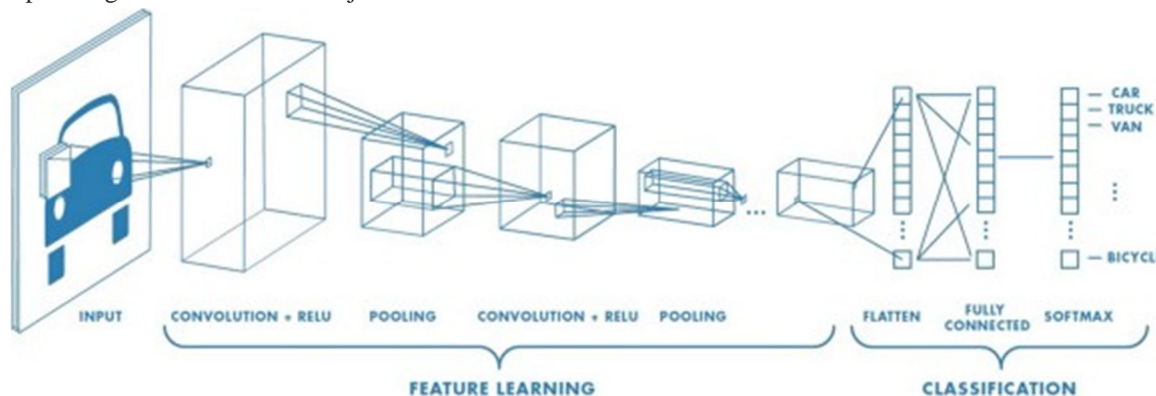 CAR
TRUCK
VAN
BICYCL
INPUT
CONVOLUTION + RELU
POOLING
CONVOLUTION + RELU
POOLING
FLATTEN
FULLY
CONNECTED
SOFTMAX
FEATURE LEARNING
CLASSIFICATION